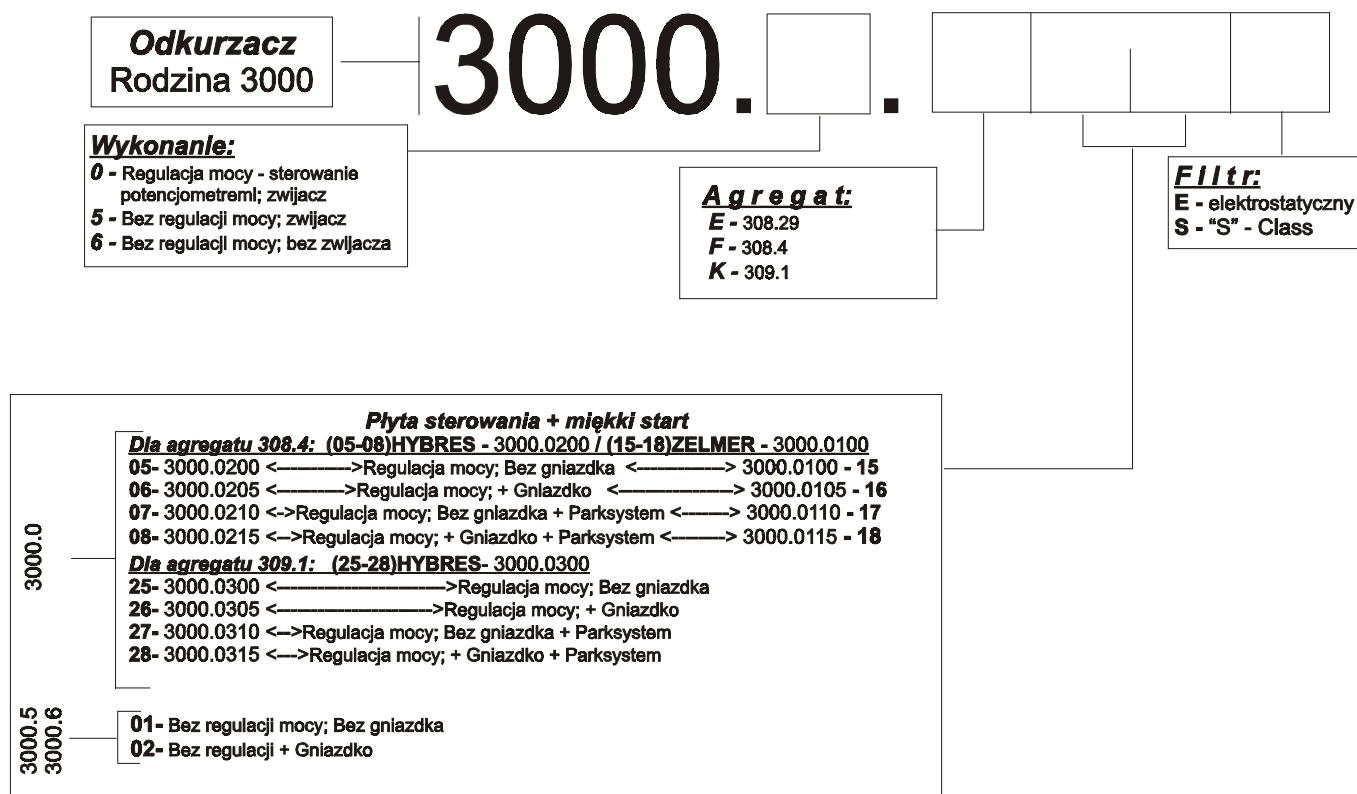 Odkurzacz
Rodzina 3000
3000. .
Wykonanie:
0 - Regulacja mocy - sterowanie
potencjometreml; zwijacz
5 - Bez regulacji mocy; zwijacz
6 - Bez regulacji mocy; bez zwljacza
Agregat:
E - 308.29
F - 308.4
K - 309.1
Flltr:
E - elektrostatyczny
S - “S” - Class
Płyta sterowania + miękki start
Dla agregatu 308.4: (05-08)HYBRES - 3000.0200 / (15-18)ZELMER - 3000.0100
05- 3000.0200 <----------->Regulacja mocy; Bez gniazdka <-------------> 3000.0100 - 15
06- 3000.0205 <---------->Regulacja mocy; + Gnlazdko <----------------> 3000.0105 - 16
07- 3000.0210 <->Regulacja mocy; Bez gnlazdka + Parksystem <-------> 3000.0110 - 17
08- 3000.0215 <-->Regulacja mocy; + Gniazdko + Parksystem <--------> 3000.0115 - 18
Dla agregatu 309.1: (25-28)HYBRES- 3000.0300
25- 3000.0300 <------------------------>Regulacja mocy; Bez gniazdka
26- 3000.0305 <---------------------->Regulacja mocy; + Gniazdko
27- 3000.0310 <-->Regulacja mocy; Bez gniazdka + Parksystem
28- 3000.0315 <--->Regulacja mocy; + Gniazdko + Parksystem
3000.0
01- Bez regulacji mocy; Bez gniazdka
02- Bez regulacji + Gniazdko
3000.5
3000.6